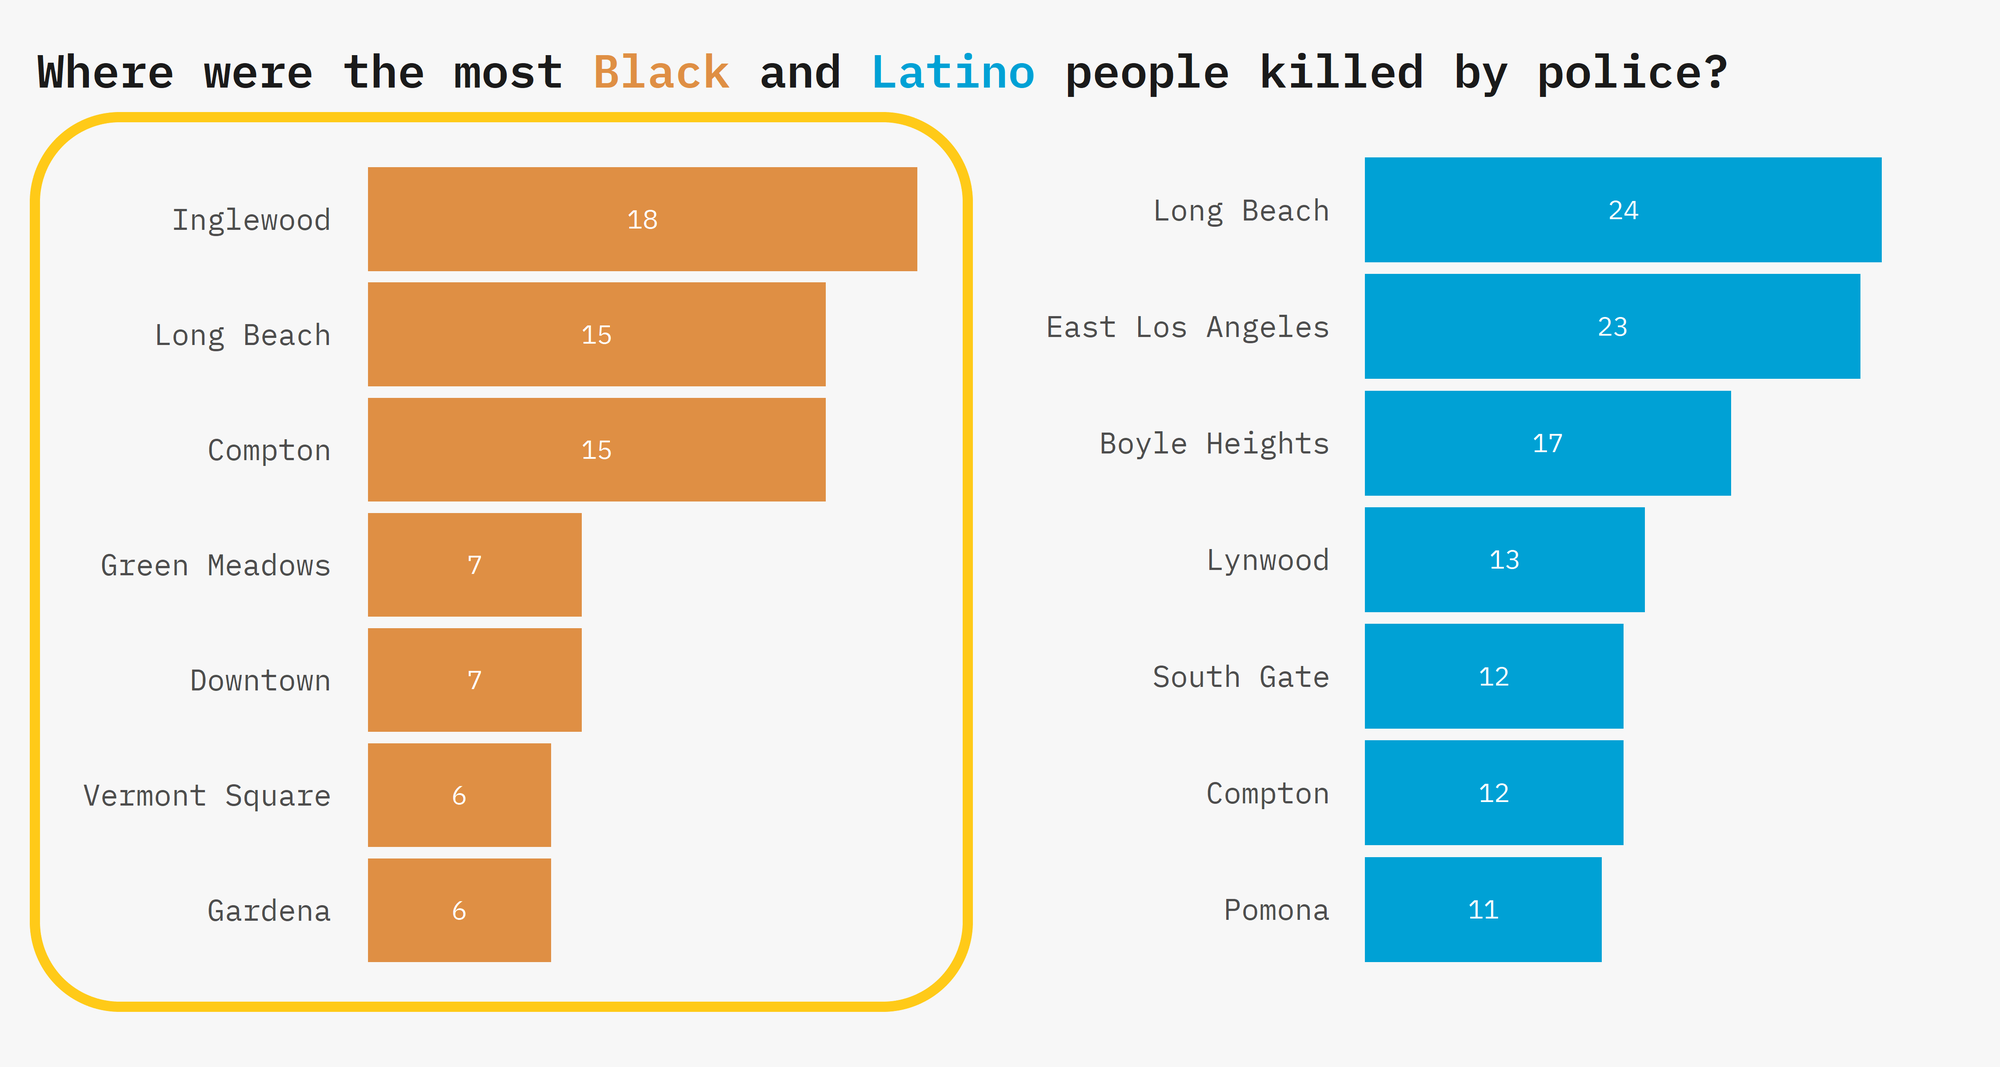 Where were the most Black and Latino people killed by police?
Inglewood 18
Long Beach 15
Compton 15
Green Meadows 7
Downtown 7
Vermont Square 6
Gardena 6
Long Beach 24
East Los Angeles 23
Boyle Heights 17
Lynwood 13
South Gate 12
Compton 12
Pomona 11